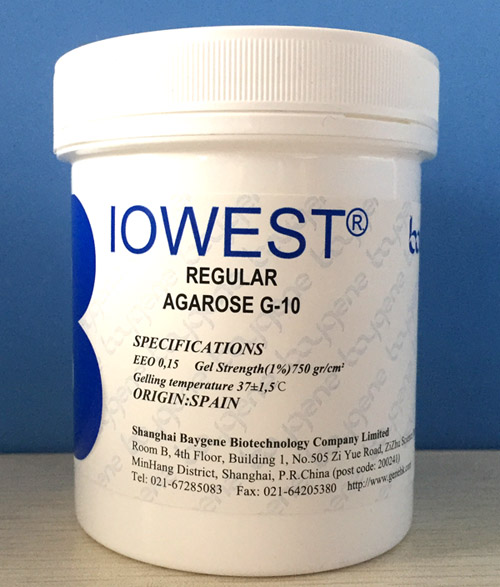 IOWEST®
REGULAR
AGAROSE G-10
SPECIFICATIONS
EEO 0,15 Gel Strength(1%)750 gr/cm²
Gelling temperature 37±1,5℃
ORIGIN:SPAIN
Shanghai Baygene Biotechnology Company Limited
Room B, 4th Floor, Building 1, No.505 Zi Yue Road, ZiZhu
MinHang District, Shanghai, P.R.China (post code: 200241)
Tel: 021-67285083 Fax: 021-64205380
baygene